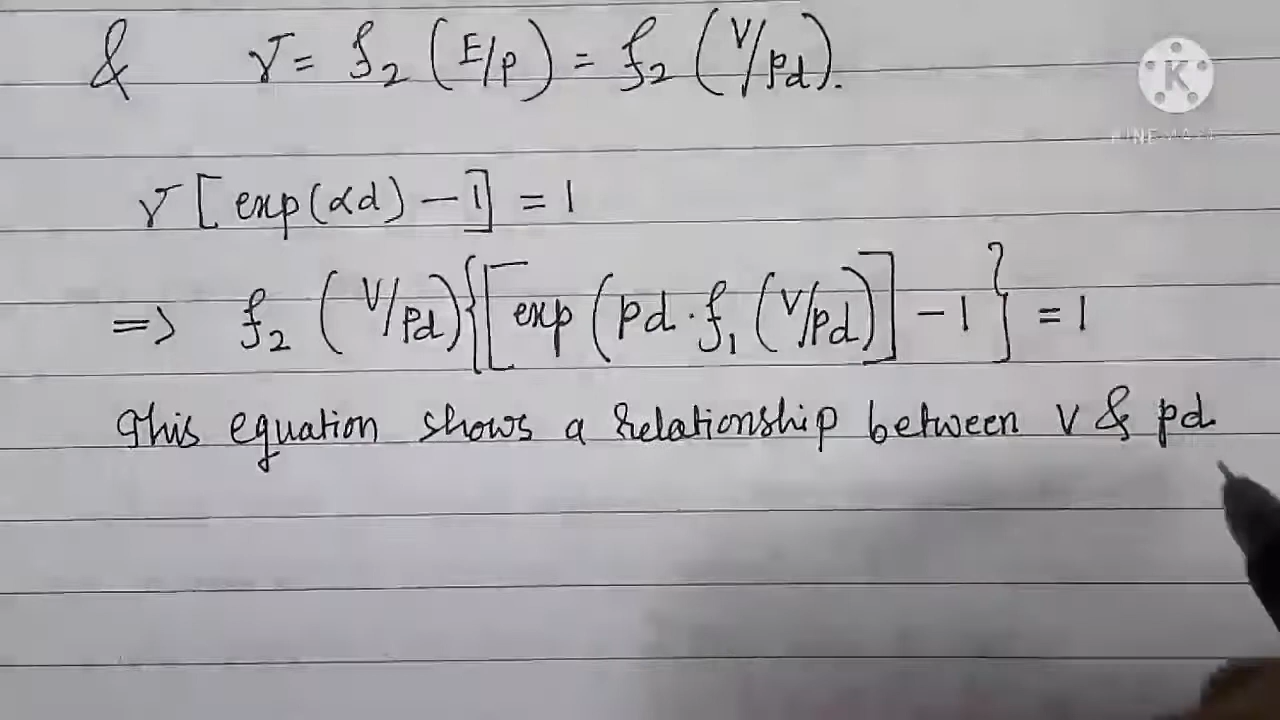 & γ = f₂ (E/p) = f₂ (V/pd).
γ [exp(αd) – 1] = 1
=> f₂ (V/pd){[exp (pd · f₁ (V/pd)] – 1} = 1
This equation shows a Relationship between V & pd
K